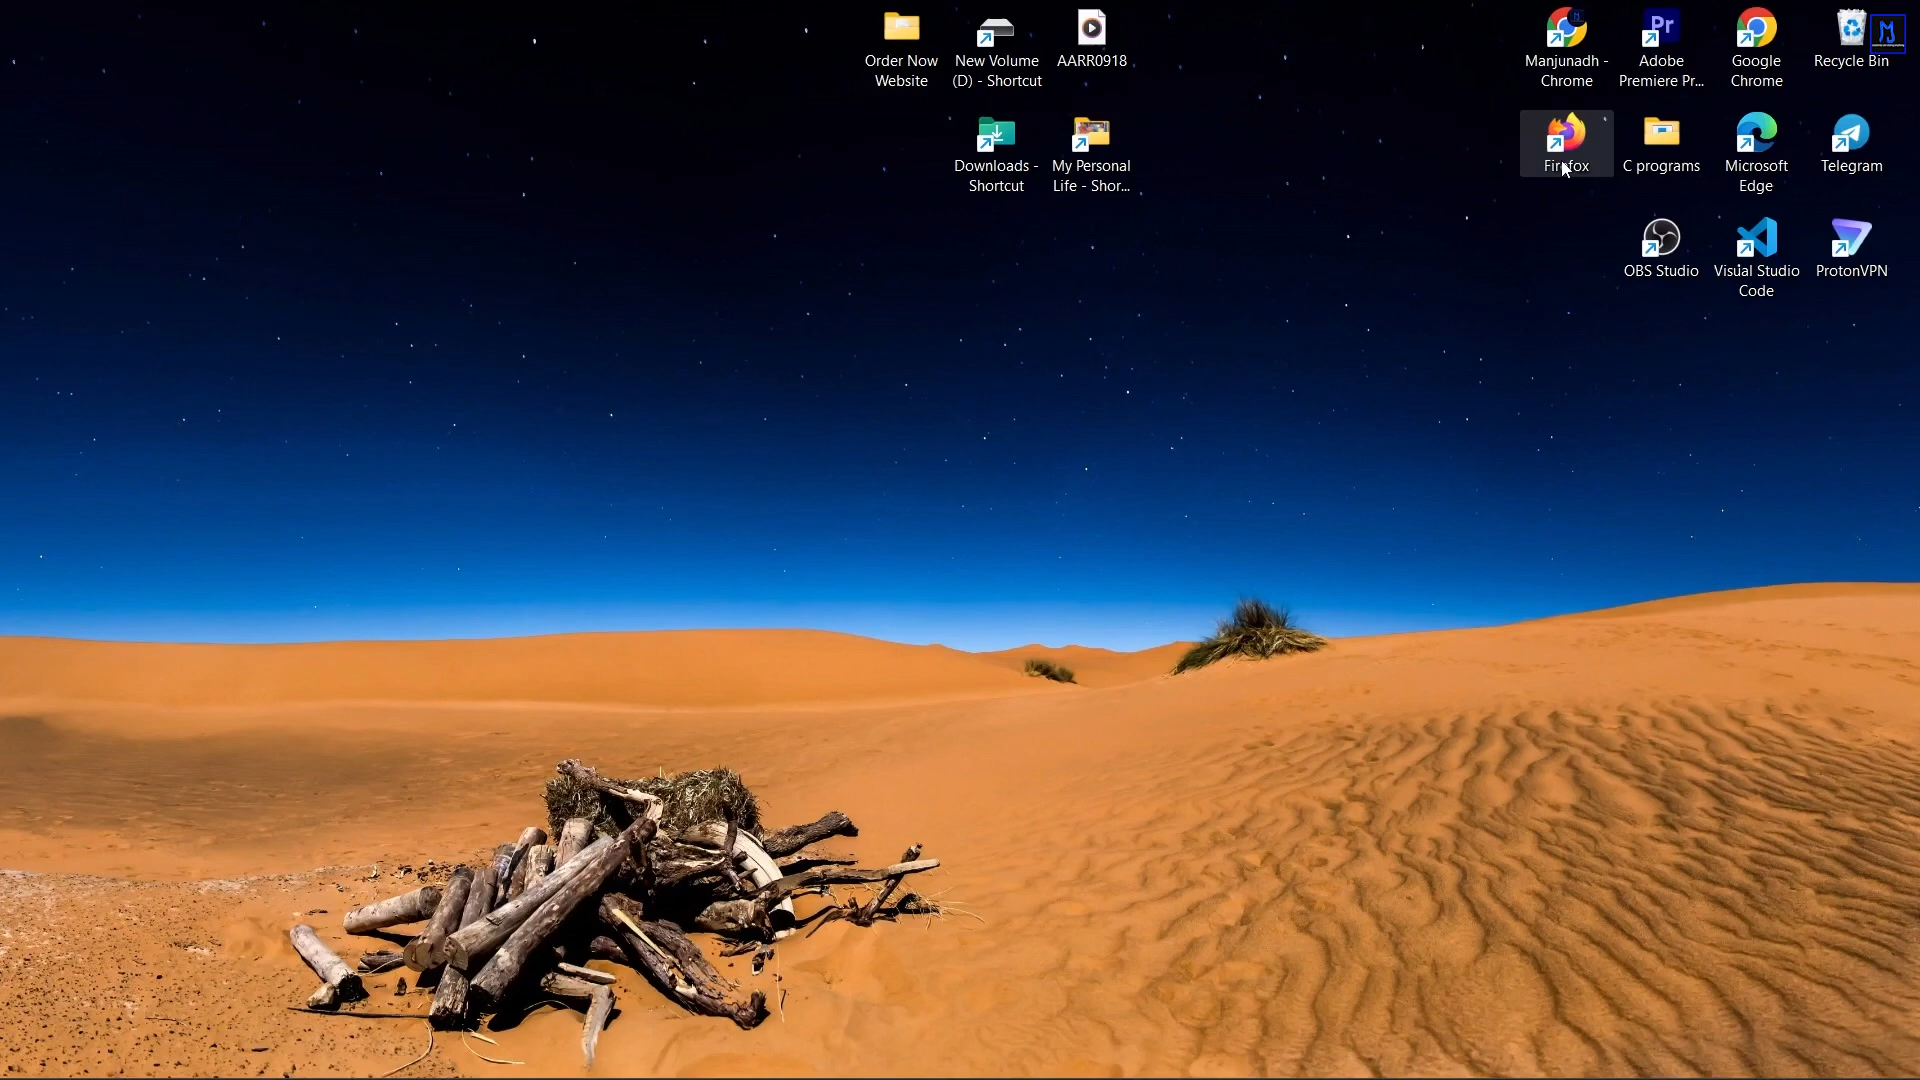 Order Now
Website
New Volume
(D) - Shortcut
AARR0918
Manjunadh -
Chrome
Adobe
Premiere Pr...
Google
Chrome
Recycle Bin
Downloads -
Shortcut
My Personal
Life - Shor...
Firefox
C programs
Microsoft
Edge
Telegram
OBS Studio
Visual Studio
Code
ProtonVPN
Pr